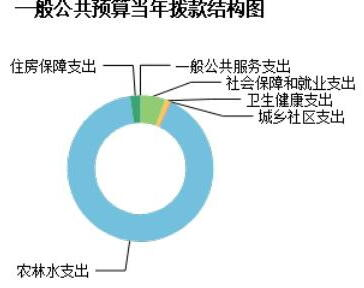 一般公共预算当年拨款结构图
住房保障支出
一般公共服务支出
社会保障和就业支出
卫生健康支出
城乡社区支出
农林水支出